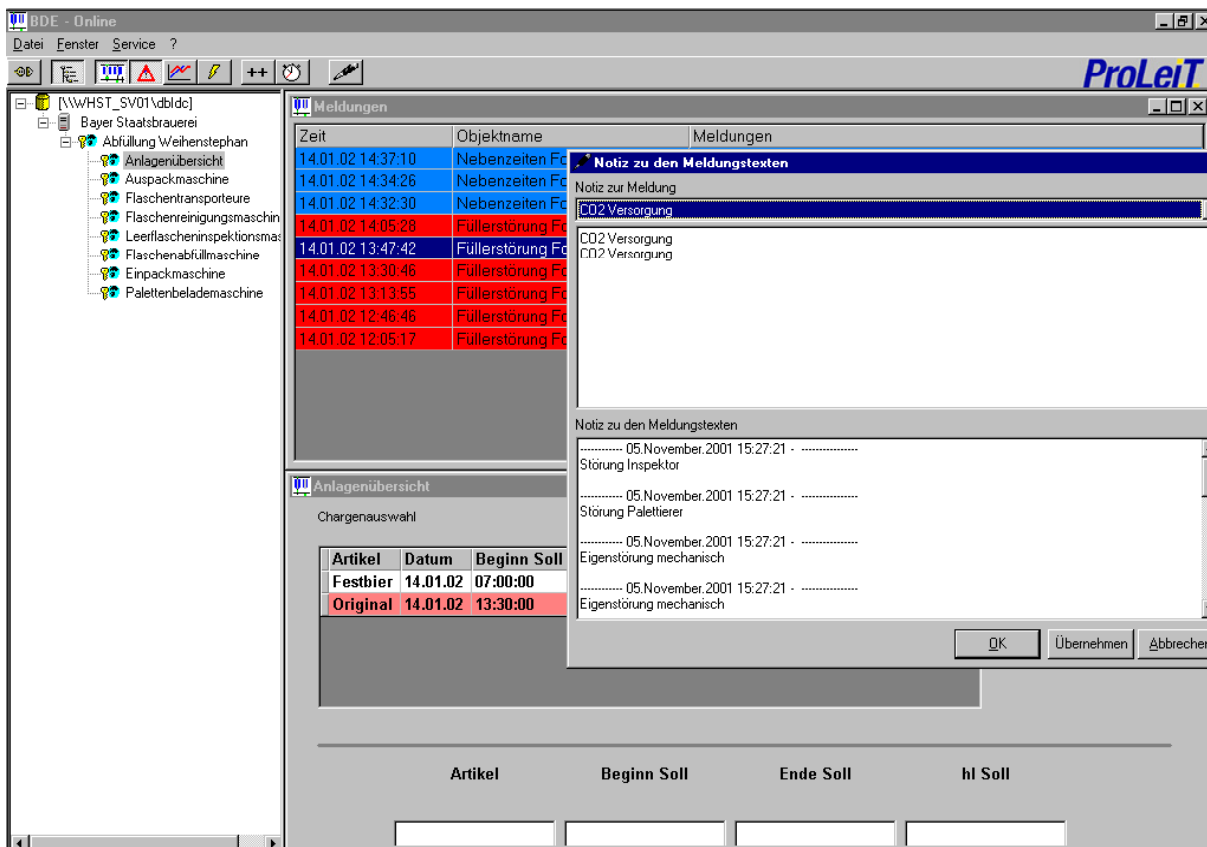 BDE - Online
Datei Fenster Service ?
ProLeiT
[\\WHST_SV01\dbldc]
Bayer Staatsbrauerei
Abfüllung Weihenstephan
Anlagenübersicht
Auspackmaschine
Flaschentransporteure
Flaschenreinigungsmaschin
Leerflascheninspektionsmas
Flaschenabfüllmaschine
Einpackmaschine
Palettenbelademaschine
Meldungen
Zeit Objektname Meldungen
14.01.02 14:37:10 Nebenzeiten Fo
14.01.02 14:34:26 Nebenzeiten Fo
14.01.02 14:32:30 Nebenzeiten Fo
14.01.02 14:05:28 Füllerstörung Fo
14.01.02 13:47:42 Füllerstörung Fo
14.01.02 13:30:46 Füllerstörung Fo
14.01.02 13:13:55 Füllerstörung Fo
14.01.02 12:46:46 Füllerstörung Fo
14.01.02 12:05:17 Füllerstörung Fo
Notiz zu den Meldungstexten
Notiz zur Meldung
CO2 Versorgung
CO2 Versorgung
CO2 Versorgung
Notiz zu den Meldungstexten
------------ 05.November.2001 15:27:21 - ----------------
Störung Inspektor
------------ 05.November.2001 15:27:21 - ----------------
Störung Palettierer
------------ 05.November.2001 15:27:21 - ----------------
Eigenstörung mechanisch
------------ 05.November.2001 15:27:21 - ----------------
Eigenstörung mechanisch
OK Übernehmen Abbrechen
Anlagenübersicht
Chargenauswahl
Artikel Datum Beginn Soll
Festbier 14.01.02 07:00:00
Original 14.01.02 13:30:00
Artikel Beginn Soll Ende Soll hl Soll